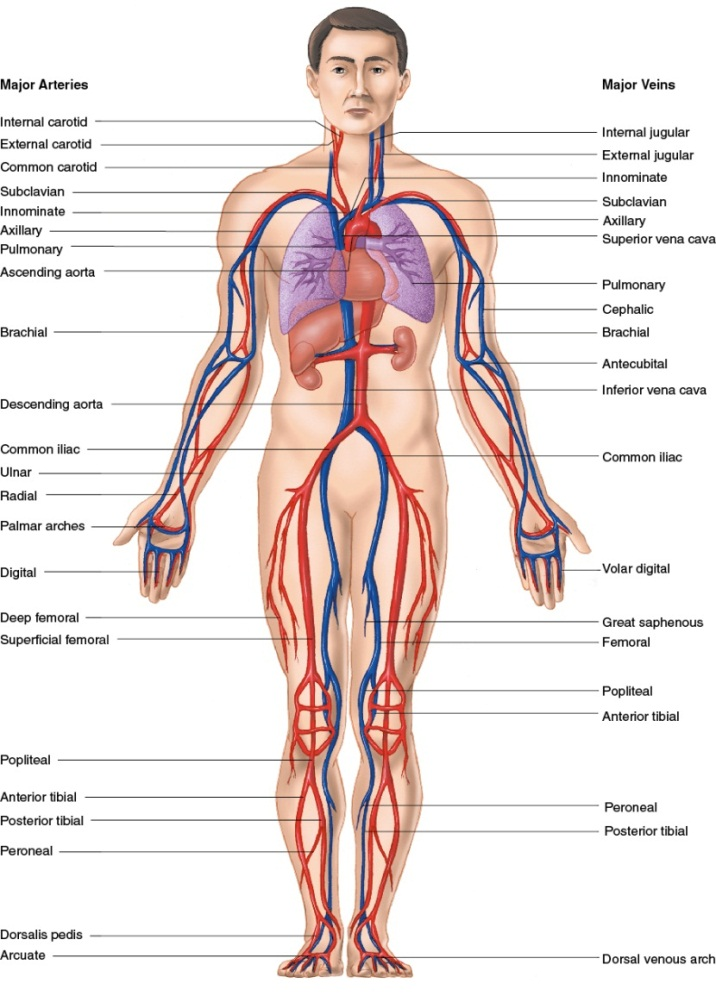 Major Arteries
Internal carotid
External carotid
Common carotid
Subclavian
Innominate
Axillary
Pulmonary
Ascending aorta
Brachial
Descending aorta
Common iliac
Ulnar
Radial
Palmar arches
Digital
Deep femoral
Superficial femoral
Popliteal
Anterior tibial
Posterior tibial
Peroneal
Dorsalis pedis
Arcuate
Major Veins
Internal jugular
External jugular
Innominate
Subclavian
Axillary
Superior vena cava
Pulmonary
Cephalic
Brachial
Antecubital
Inferior vena cava
Common iliac
Volar digital
Great saphenous
Femoral
Popliteal
Anterior tibial
Peroneal
Posterior tibial
Dorsal venous arch